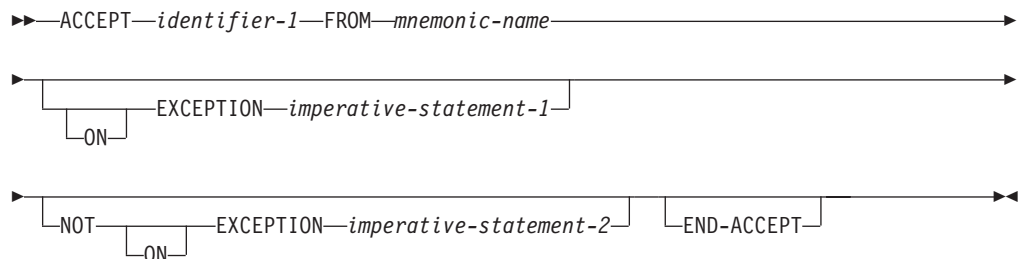 ACCEPT identifier-1 FROM mnemonic-name
EXCEPTION imperative-statement-1
ON
NOT EXCEPTION imperative-statement-2 END-ACCEPT
ON